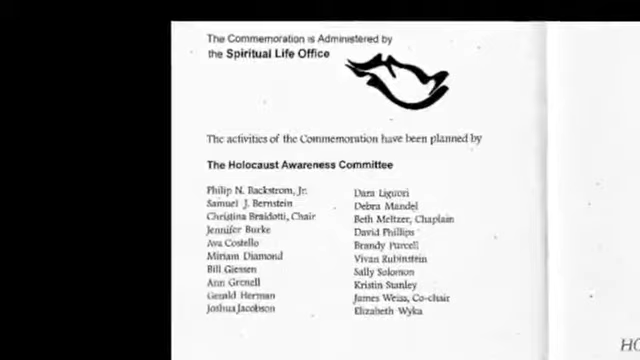 The Commemoration is Administered by
the Spiritual Life Office
The activities of the Commemoration have been planned by
The Holocaust Awareness Committee
Philip N. Backstrom, Jr.
Samuel J. Bernstein
Christina Braidotti, Chair
Jennifer Burke
Ava Costello
Miriam Diamond
Bill Giessen
Ann Grenell
Gerald Herman
Joshua Jacobson
Dara Liguori
Debra Mandel
Beth Meltzer, Chaplain
David Phillips
Brandy Purcell
Vivan Rubinstein
Sally Solomon
Kristin Stanley
James Weiss, Co-chair
Elizabeth Wyka
HO